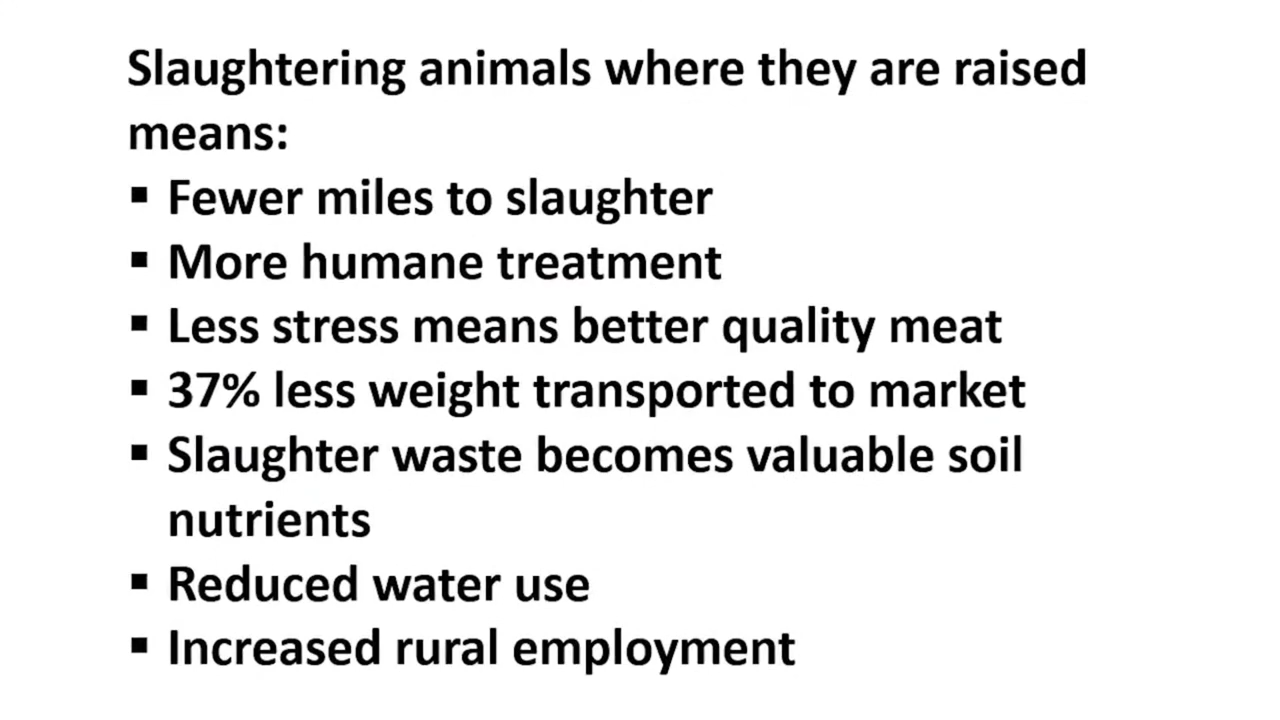 Slaughtering animals where they are raised
means:
▪ Fewer miles to slaughter
▪ More humane treatment
▪ Less stress means better quality meat
▪ 37% less weight transported to market
▪ Slaughter waste becomes valuable soil
nutrients
▪ Reduced water use
▪ Increased rural employment